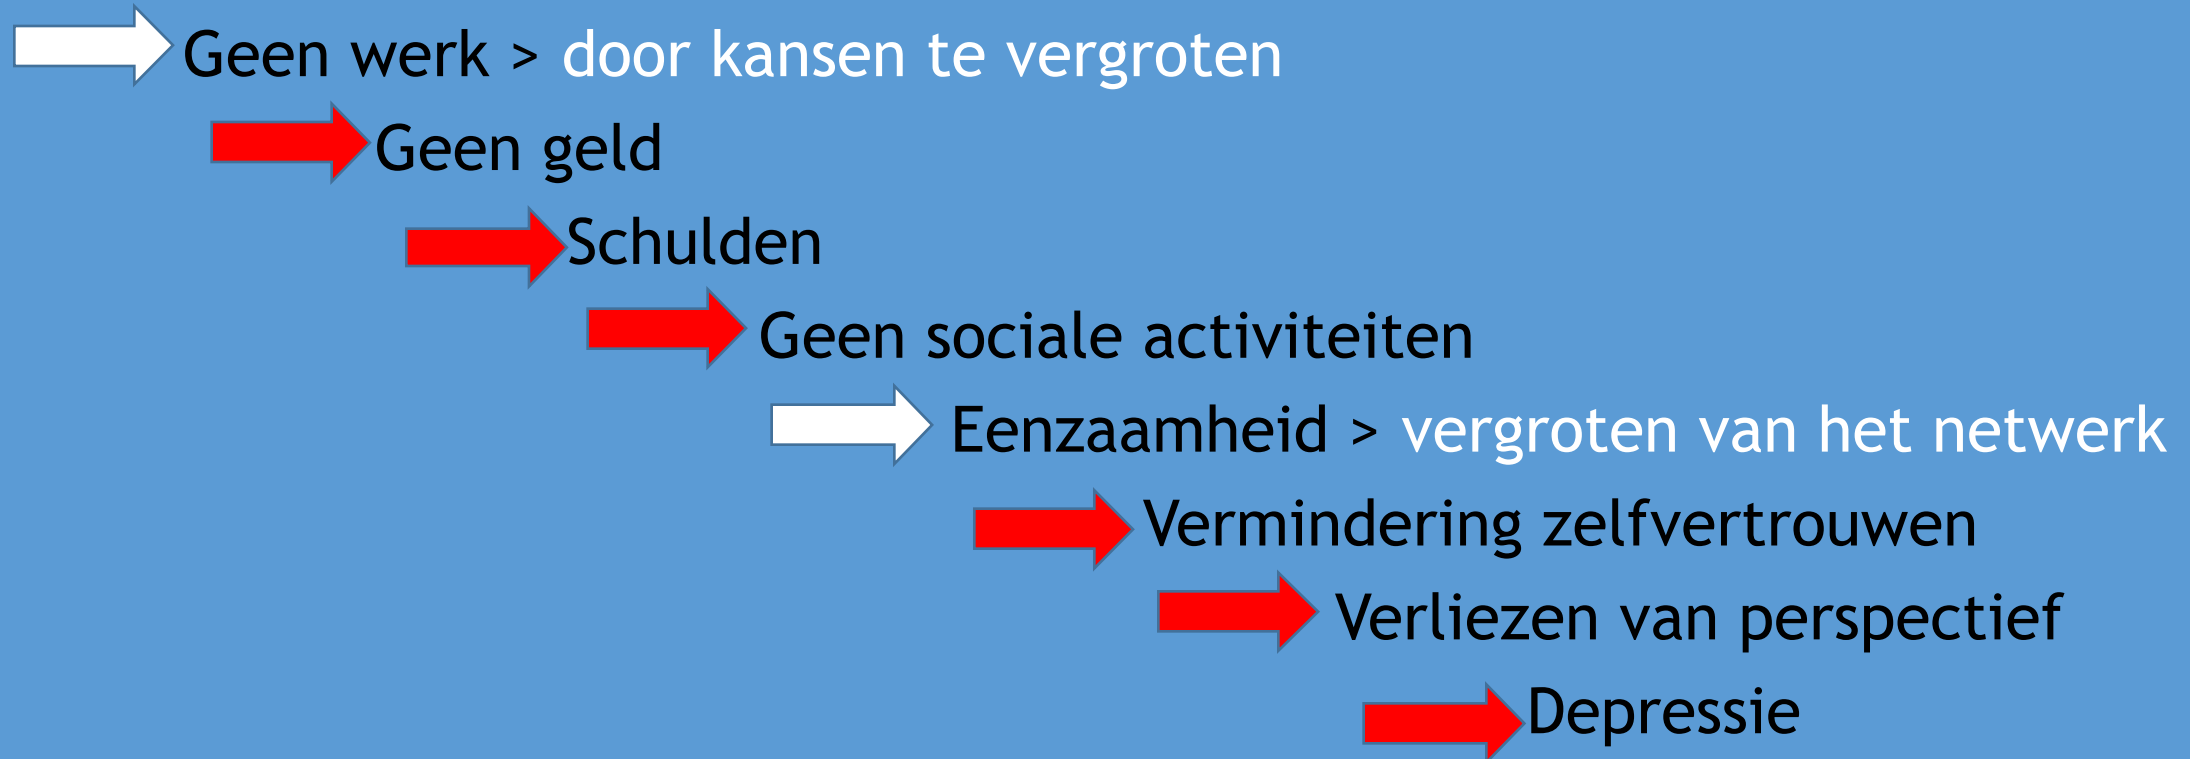 Geen werk > door kansen te vergroten
Geen geld
Schulden
Geen sociale activiteiten
Eenzaamheid > vergroten van het netwerk
Vermindering zelfvertrouwen
Verliezen van perspectief
Depressie